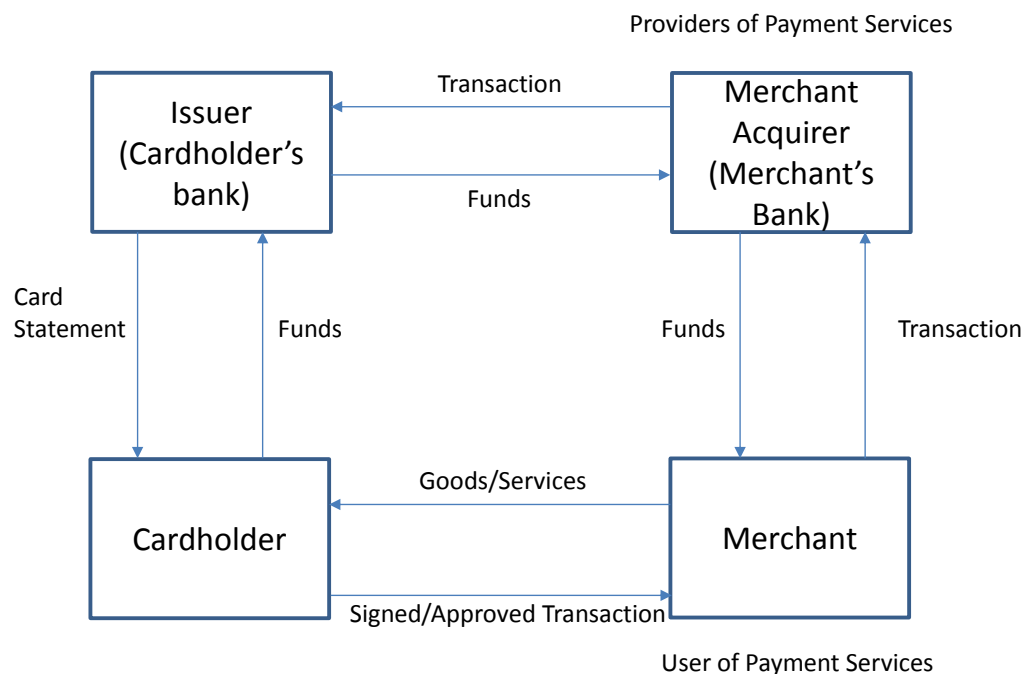 Providers of Payment Services
Transaction
Issuer
(Cardholder’s
bank)
Merchant
Acquirer
(Merchant’s
Bank)
Funds
Card
Statement
Funds
Funds
Transaction
Goods/Services
Cardholder
Merchant
Signed/Approved Transaction
User of Payment Services